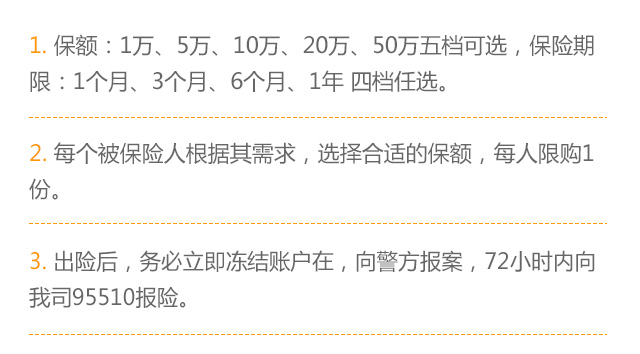 1. 保额：1万、5万、10万、20万、50万五档可选，保险期
限：1个月、3个月、6个月、1年 四档任选。
2. 每个被保险人根据其需求，选择合适的保额，每人限购1
份。
3. 出险后，务必立即冻结账户在，向警方报案，72小时内向
我司95510报险。